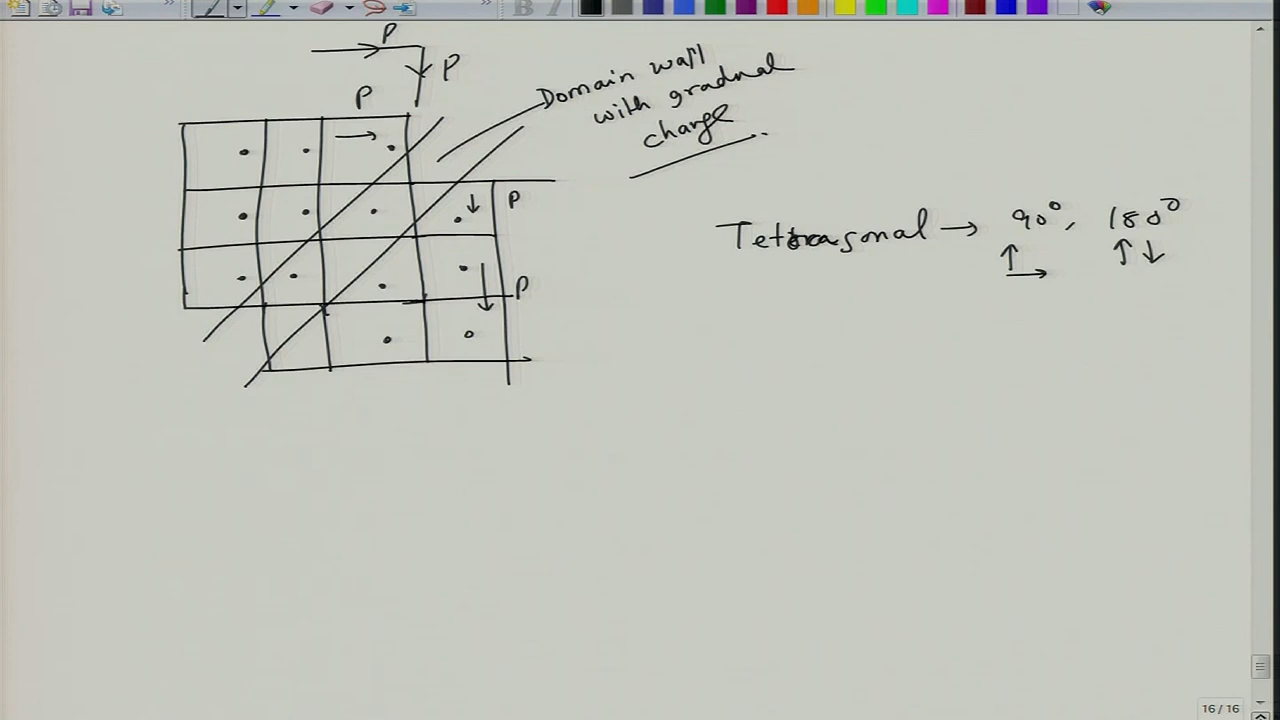 P
P
P
Domain wall
with gradual
change
P
P
Tetragonal → 90°, 180°
↑ → ↑↓
16 / 16